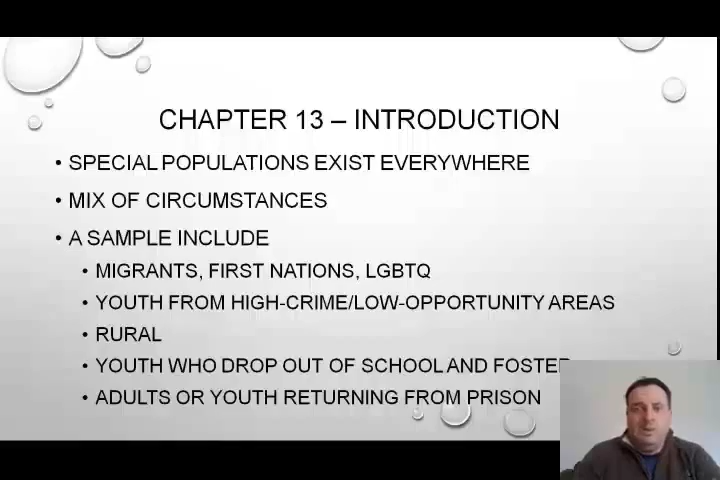 CHAPTER 13 – INTRODUCTION
• SPECIAL POPULATIONS EXIST EVERYWHERE
• MIX OF CIRCUMSTANCES
• A SAMPLE INCLUDE
• MIGRANTS, FIRST NATIONS, LGBTQ
• YOUTH FROM HIGH-CRIME/LOW-OPPORTUNITY AREAS
• RURAL
• YOUTH WHO DROP OUT OF SCHOOL AND FOSTER
• ADULTS OR YOUTH RETURNING FROM PRISON